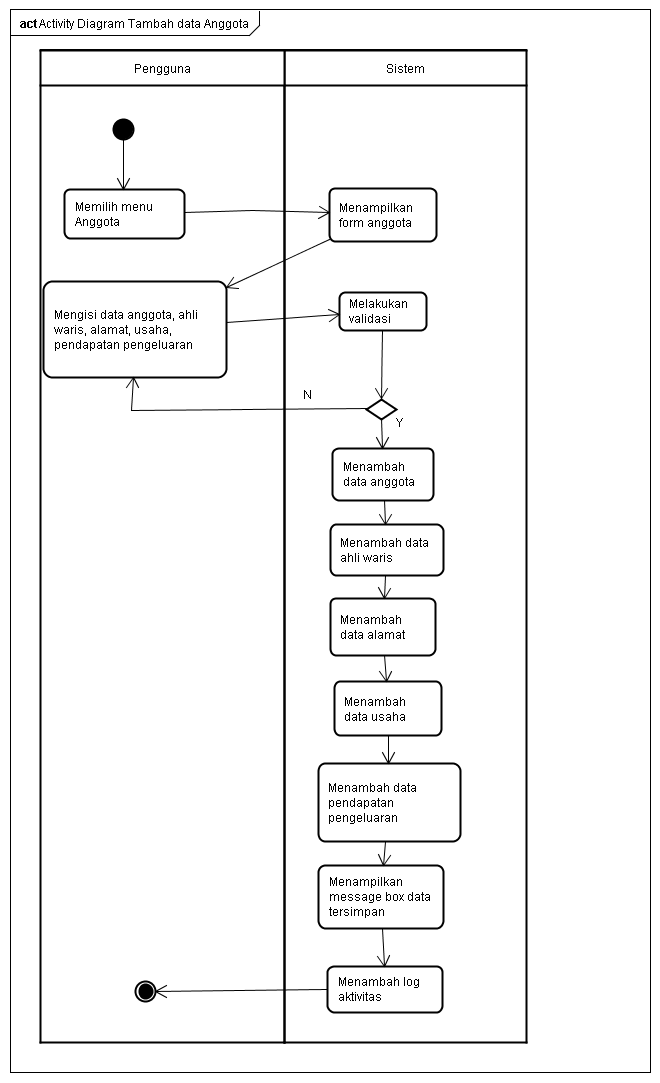 act Activity Diagram Tambah data Anggota
Pengguna
Sistem
Memilih menu
Anggota
Menampilkan
form anggota
Mengisi data anggota, ahli
waris, alamat, usaha,
pendapatan pengeluaran
Melakukan
validasi
N
Y
Menambah
data anggota
Menambah data
ahli waris
Menambah
data alamat
Menambah
data usaha
Menambah data
pendapatan
pengeluaran
Menampilkan
message box data
tersimpan
Menambah log
aktivitas